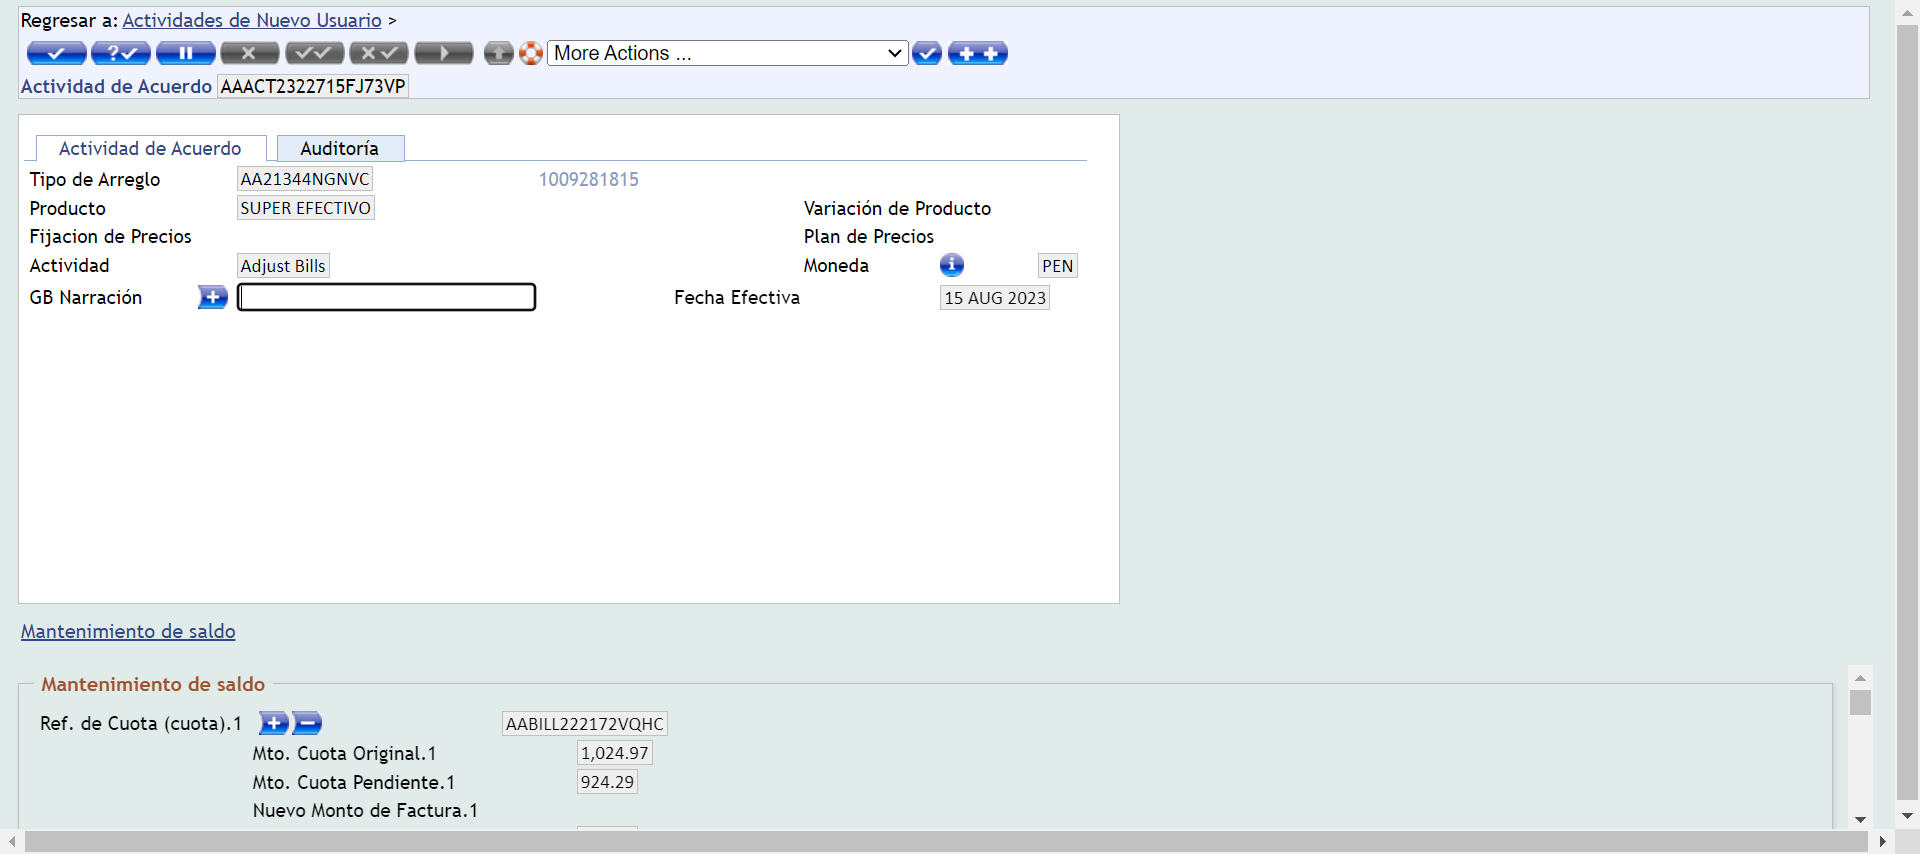 Regresar a: Actividades de Nuevo Usuario >
More Actions ...
Actividad de Acuerdo AAACT2322715FJ73VP
Actividad de Acuerdo Auditoría
Tipo de Arreglo AA21344NGNVC 1009281815
Producto SUPER EFECTIVO Variación de Producto
Fijacion de Precios Plan de Precios
Actividad Adjust Bills Moneda PEN
GB Narración Fecha Efectiva 15 AUG 2023
Mantenimiento de saldo
Mantenimiento de saldo
Ref. de Cuota (cuota).1 AABILL222172VQHC
Mto. Cuota Original.1 1,024.97
Mto. Cuota Pendiente.1 924.29
Nuevo Monto de Factura.1